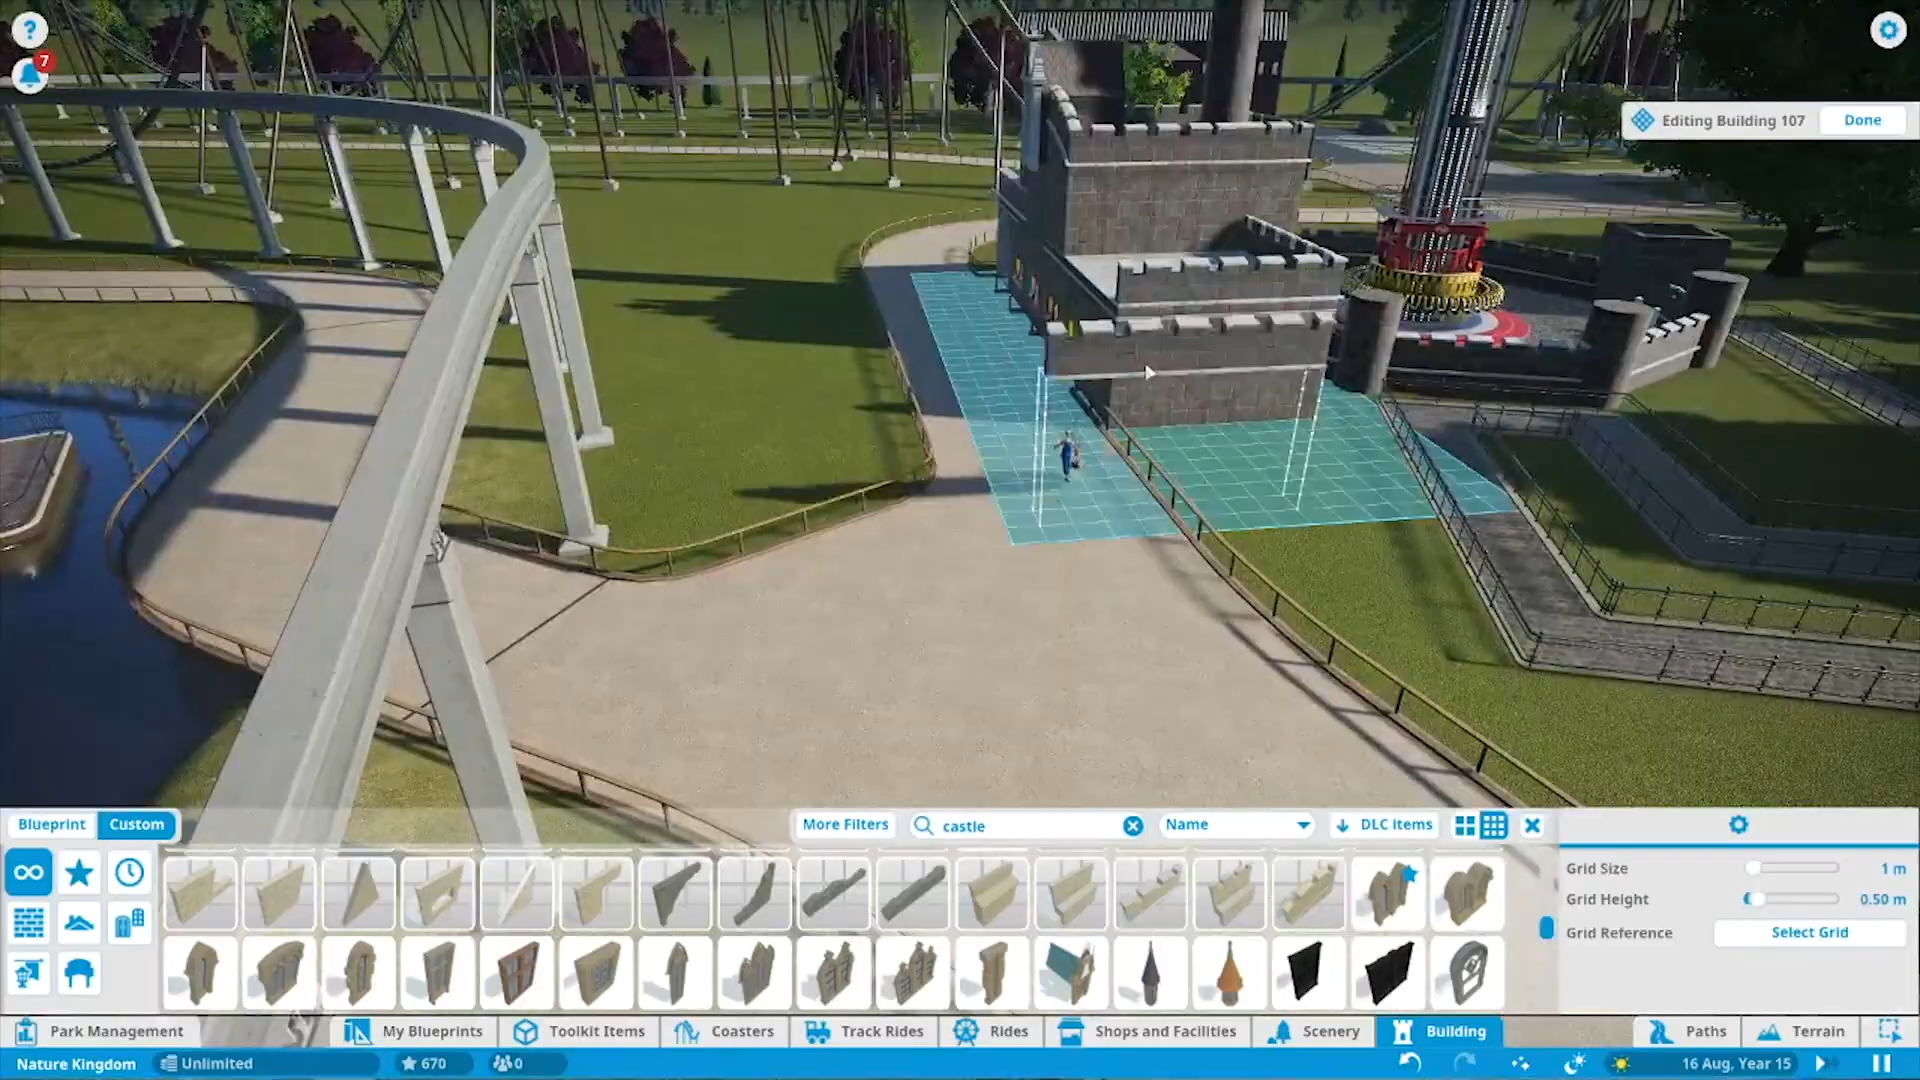 ?
7
Editing Building 107
Done
Blueprint
Custom
More Filters
castle
Name
DLC items
Grid Size
1 m
Grid Height
0.50 m
Grid Reference
Select Grid
Park Management
My Blueprints
Toolkit Items
Coasters
Track Rides
Rides
Shops and Facilities
Scenery
Building
Paths
Terrain
Nature Kingdom
Unlimited
670
0
16 Aug, Year 15